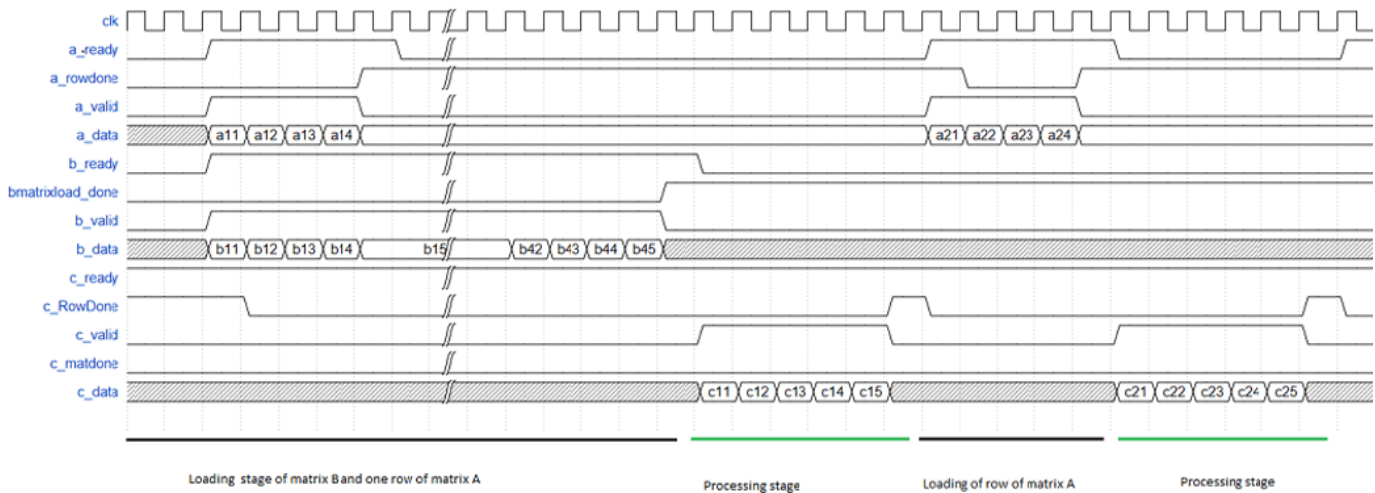 clk
a_ready
a_rowdone
a_valid
a_data a11 a12 a13 a14 a21 a22 a23 a24
b_ready
bmatrixload_done
b_valid
b_data b11 b12 b13 b14 b15 b42 b43 b44 b45
c_ready
c_RowDone
c_valid
c_matdone
c_data c11 c12 c13 c14 c15 c21 c22 c23 c24 c25
Loading stage of matrix B and one row of matrix A Processing stage Loading of row of matrix A Processing stage